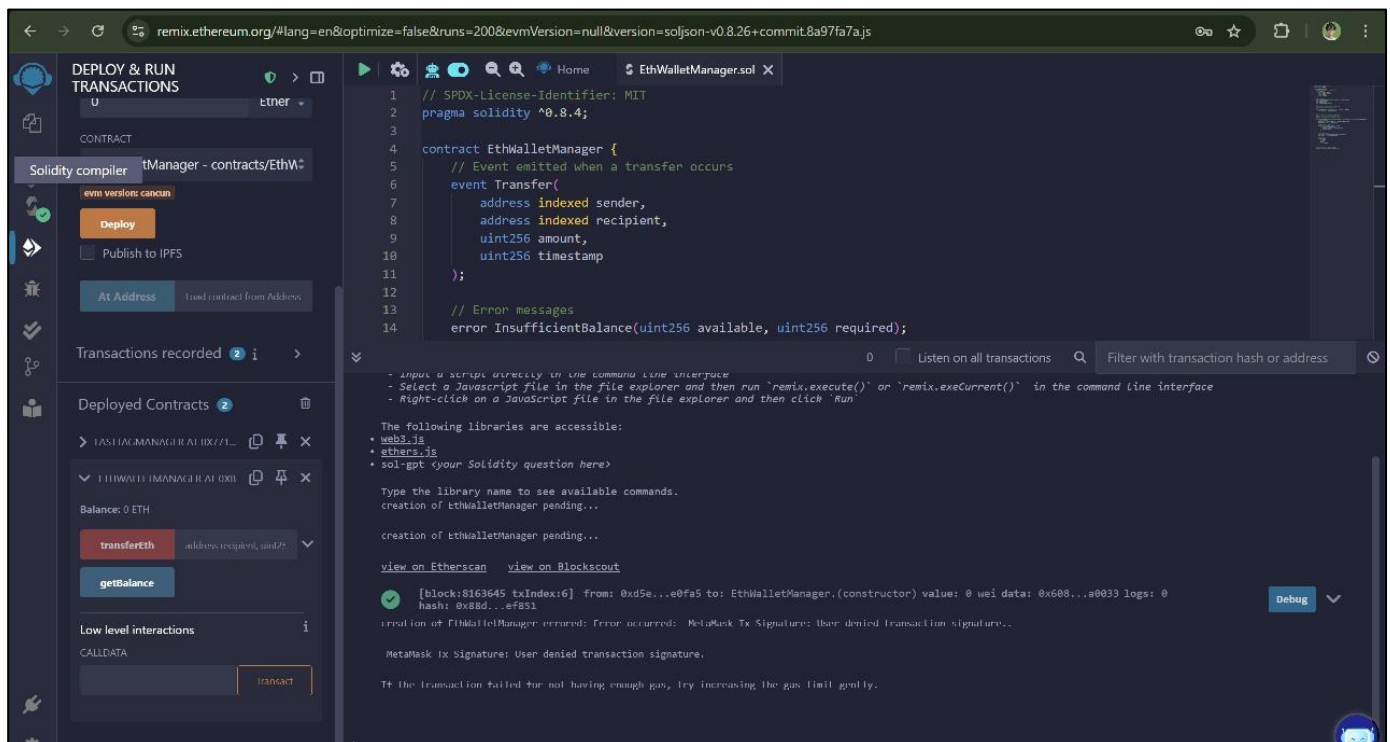 remix.ethereum.org/#lang=en&optimize=false&runs=200&evmVersion=null&version=soljson-v0.8.26+commit.8a97fa7a.js
DEPLOY & RUN
TRANSACTIONS
0 Ether
CONTRACT
tManager - contracts/EthW
Solidity compiler
evm version: cancun
Deploy
Publish to IPFS
At Address Load contract from Address
Transactions recorded 2 i
Deployed Contracts 2
Balance: 0 ETH
transferEth address recipient, uint25
getBalance
Low level interactions i
CALLDATA
Transact
Home EthWalletManager.sol
1 // SPDX-License-Identifier: MIT
2 pragma solidity ^0.8.4;
3
4 contract EthWalletManager {
5 // Event emitted when a transfer occurs
6 event Transfer(
7 address indexed sender,
8 address indexed recipient,
9 uint256 amount,
10 uint256 timestamp
11 );
12
13 // Error messages
14 error InsufficientBalance(uint256 available, uint256 required);
0 Listen on all transactions Filter with transaction hash or address
- Input a script directly in the command line interface
- Select a Javascript file in the file explorer and then run `remix.execute()` or `remix.exeCurrent()` in the command line interface
- Right-click on a JavaScript file in the file explorer and then click `Run`
The following libraries are accessible:
• web3.js
• ethers.js
• sol-gpt <your Solidity question here>
Type the library name to see available commands.
creation of EthWalletManager pending...
creation of EthWalletManager pending...
view on Etherscan view on Blockscout
[block:8163645 txIndex:6] from: 0xd5e...e0fa5 to: EthWalletManager.(constructor) value: 0 wei data: 0x608...a0033 logs: 0
hash: 0x88d...ef851
Debug
creation of EthWalletManager errored: Error occurred: MetaMask Tx Signature: User denied transaction signature..
MetaMask Tx Signature: User denied transaction signature.
If the transaction failed for not having enough gas, try increasing the gas limit gently.